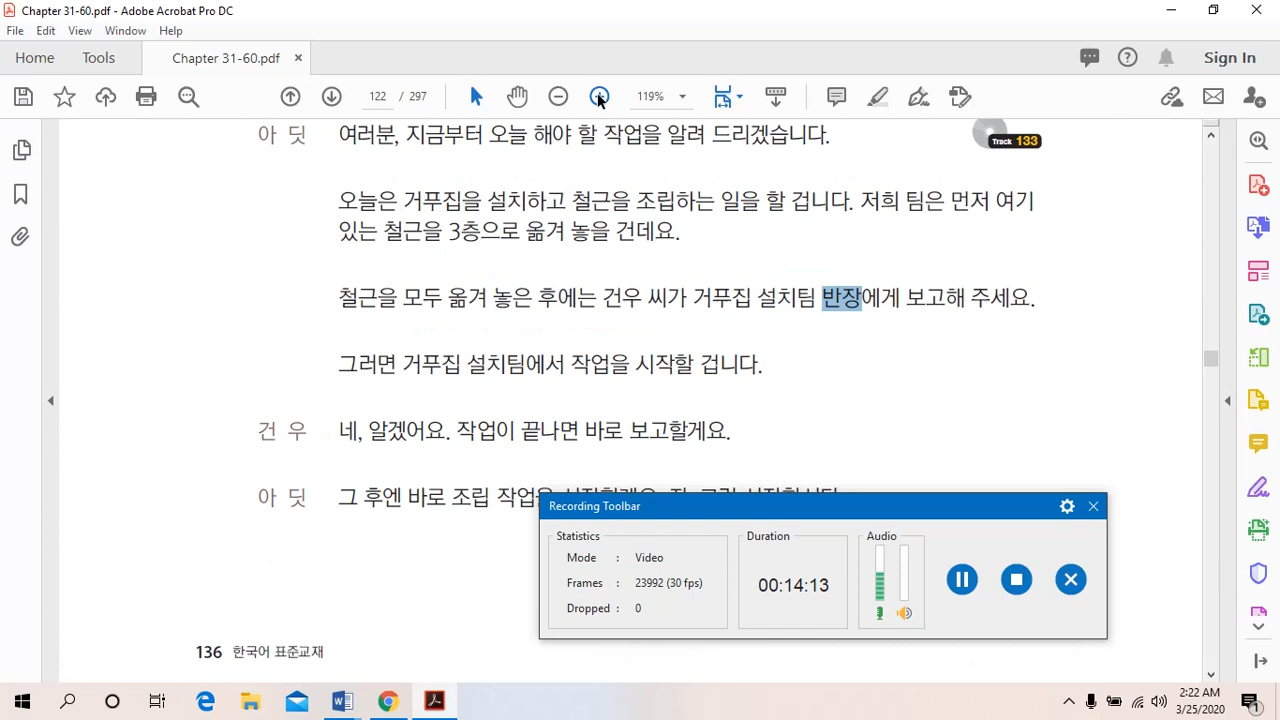 Chapter 31-60.pdf - Adobe Acrobat Pro DC
File Edit View Window Help
Home Tools Chapter 31-60.pdf × Sign In
122 / 297 119%
아 딧 여러분, 지금부터 오늘 해야 할 작업을 알려 드리겠습니다. Track 133
오늘은 거푸집을 설치하고 철근을 조립하는 일을 할 겁니다. 저희 팀은 먼저 여기
있는 철근을 3층으로 옮겨 놓을 건데요.
철근을 모두 옮겨 놓은 후에는 건우 씨가 거푸집 설치팀 반장에게 보고해 주세요.
그러면 거푸집 설치팀에서 작업을 시작할 겁니다.
건 우 네, 알겠어요. 작업이 끝나면 바로 보고할게요.
아 딧 그 후엔 바로 조립 작업을
Recording Toolbar
Statistics Duration Audio
Mode : Video
Frames : 23992 (30 fps) 00:14:13
Dropped : 0
136 한국어 표준교재
2:22 AM
3/25/2020